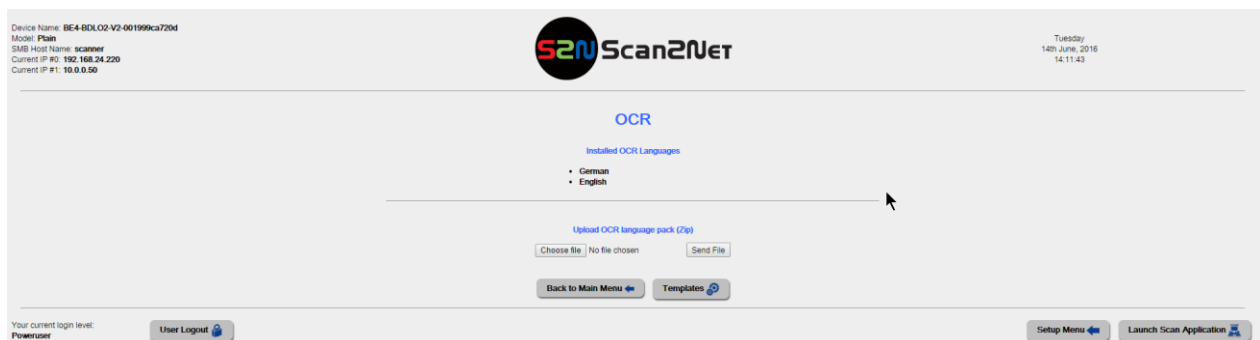 Device Name: BE4-BDLO2-V2-001999ca720d
Model: Plain
SMB Host Name: scanner
Current IP #0: 192.168.24.220
Current IP #1: 10.0.0.50
S2N Scan2Net
Tuesday
14th June, 2016
14:11:43
OCR
Installed OCR Languages
• German
• English
Upload OCR language pack (Zip)
Choose file No file chosen Send File
Back to Main Menu Templates
Your current login level:
Poweruser
User Logout
Setup Menu Launch Scan Application